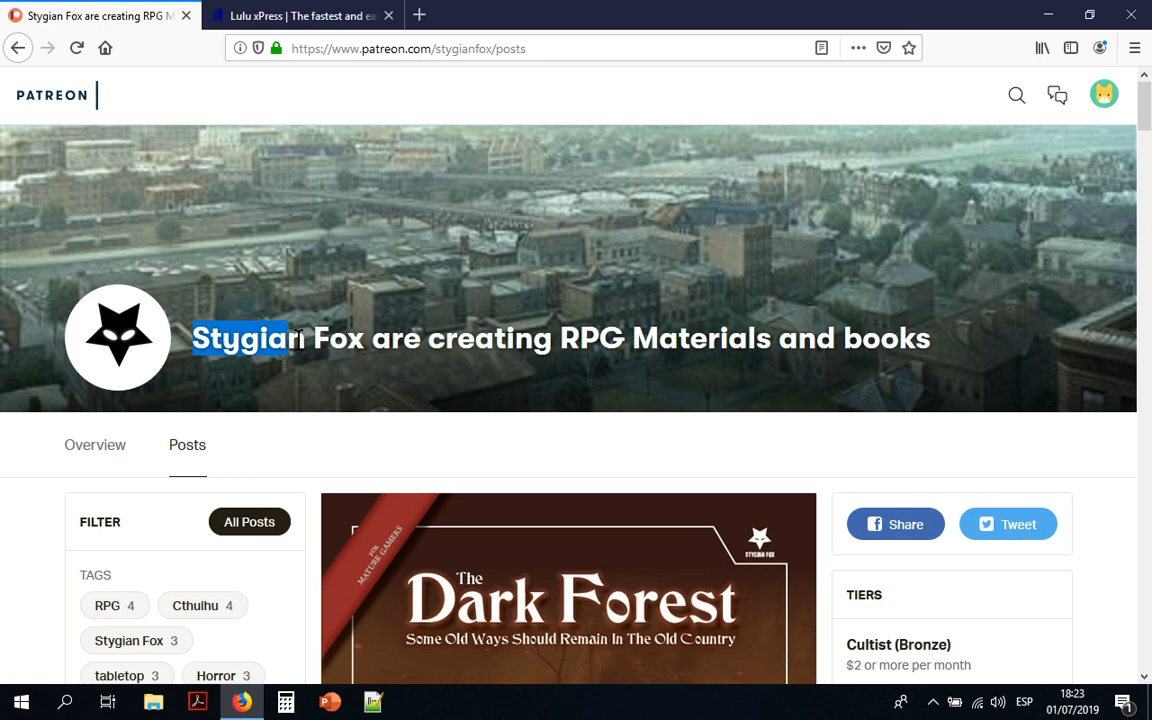 Stygian Fox are creating RPG M
Lulu xPress | The fastest and ea
https://www.patreon.com/stygianfox/posts
PATREON
Stygian Fox are creating RPG Materials and books
Overview
Posts
FILTER
All Posts
TAGS
RPG 4
Cthulhu 4
Stygian Fox 3
tabletop 3
Horror 3
FOR
MATURE GAMERS
STYGIAN FOX
The
Dark Forest
Some Old Ways Should Remain In The Old Country
Share
Tweet
TIERS
Cultist (Bronze)
$2 or more per month
ESP
18:23
01/07/2019
1